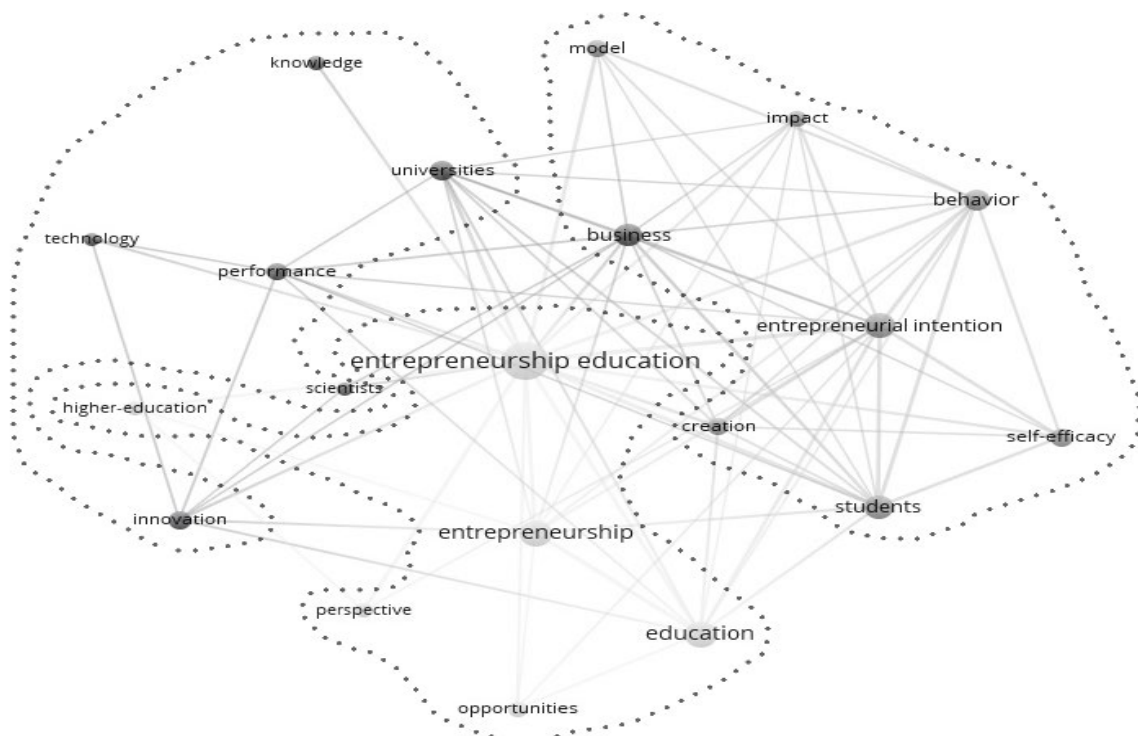 model
knowledge
impact
universities
behavior
business
technology
performance
entrepreneurial intention
entrepreneurship education
scientists
higher-education
creation
self-efficacy
students
innovation
entrepreneurship
perspective
education
opportunities